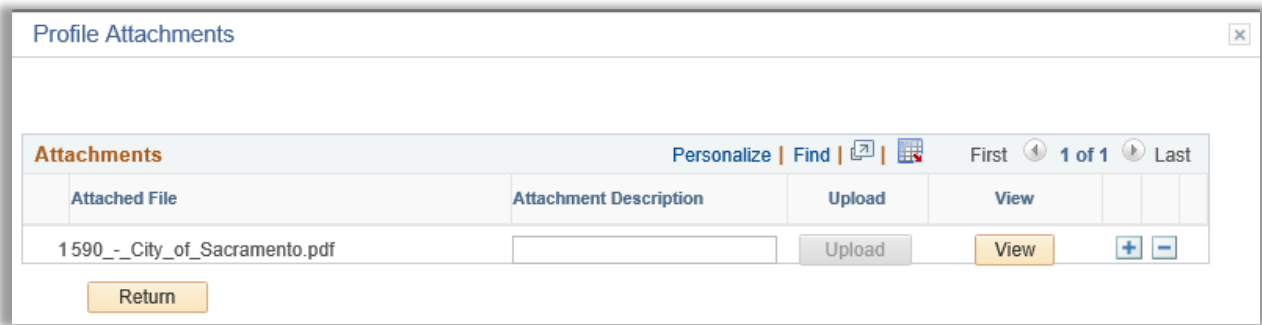 Profile Attachments
Attachments Personalize | Find | | First 1 of 1 Last
Attached File Attachment Description Upload View
1 590_-_City_of_Sacramento.pdf Upload View
Return